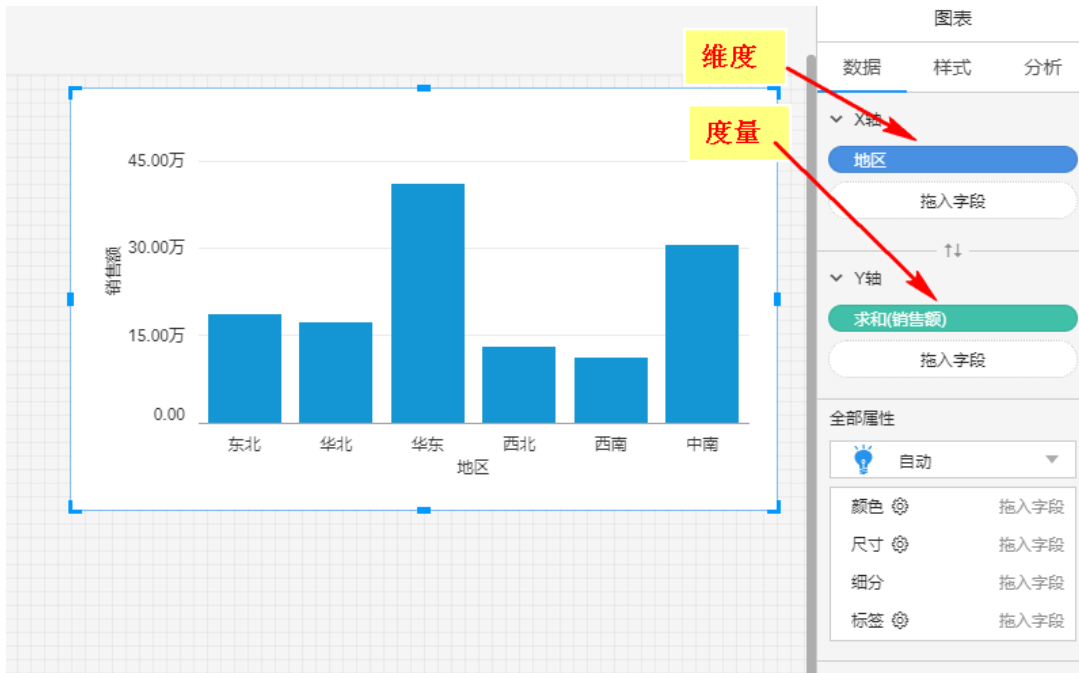 图表
数据 样式 分析
维度
度量
X轴
地区
拖入字段
Y轴
求和(销售额)
拖入字段
全部属性
自动
颜色 拖入字段
尺寸 拖入字段
细分 拖入字段
标签 拖入字段
45.00万
30.00万
15.00万
0.00
销售额
东北 华北 华东 西北 西南 中南
地区